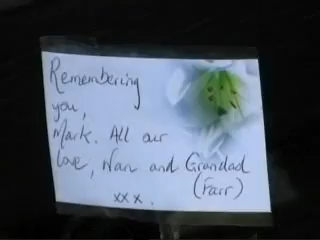 Remembering
you,
Mark. All our
love, Nan and Grandad
(Farr)
xxx.